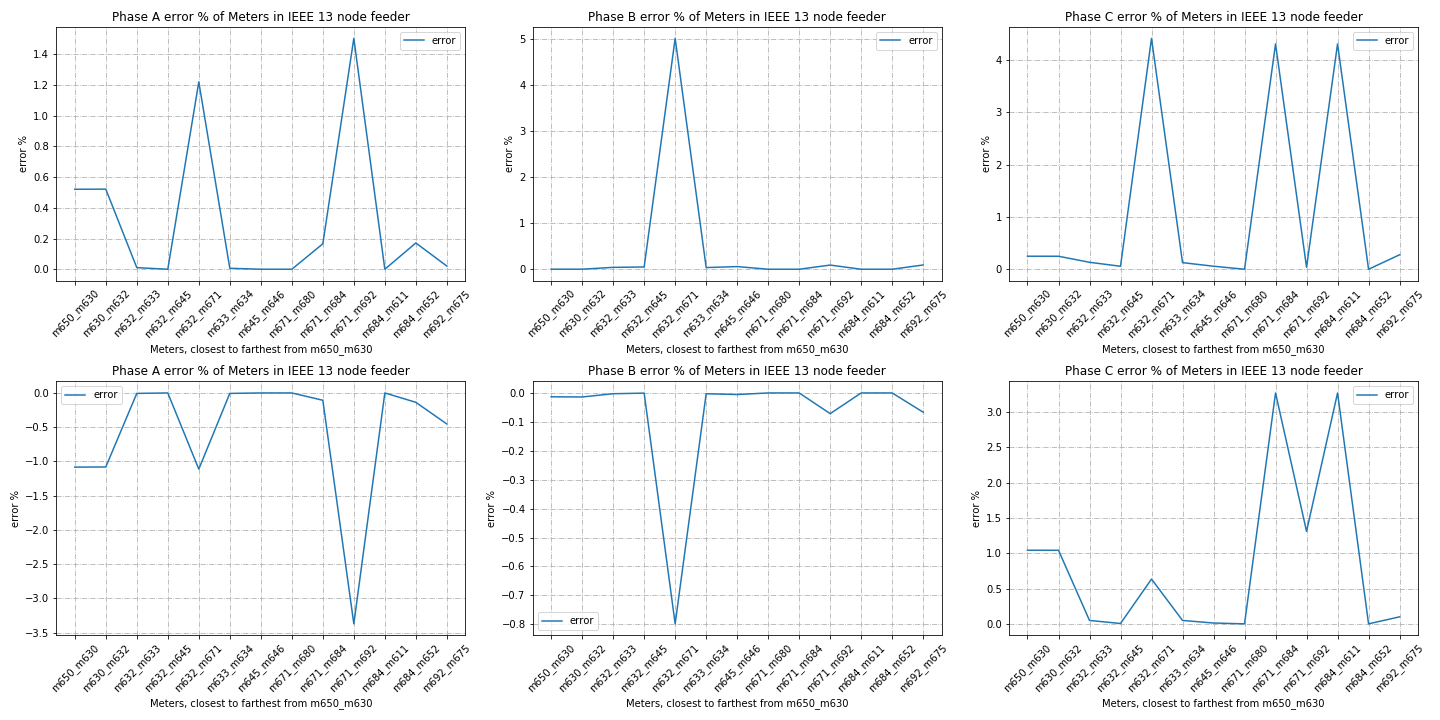 Phase A error % of Meters in IEEE 13 node feeder
error
1.4
1.2
1.0
0.8
0.6
0.4
0.2
0.0
error %
m650_m630
m630_m632
m632_m633
m632_m645
m632_m671
m633_m634
m645_m646
m671_m680
m671_m684
m671_m692
m684_m611
m684_m652
m692_m675
Meters, closest to farthest from m650_m630
Phase B error % of Meters in IEEE 13 node feeder
error
5
4
3
2
1
0
error %
m650_m630
m630_m632
m632_m633
m632_m645
m632_m671
m633_m634
m645_m646
m671_m680
m671_m684
m671_m692
m684_m611
m684_m652
m692_m675
Meters, closest to farthest from m650_m630
Phase C error % of Meters in IEEE 13 node feeder
error
4
3
2
1
0
error %
m650_m630
m630_m632
m632_m633
m632_m645
m632_m671
m633_m634
m645_m646
m671_m680
m671_m684
m671_m692
m684_m611
m684_m652
m692_m675
Meters, closest to farthest from m650_m630
Phase A error % of Meters in IEEE 13 node feeder
error
0.0
−0.5
−1.0
−1.5
−2.0
−2.5
−3.0
−3.5
error %
m650_m630
m630_m632
m632_m633
m632_m645
m632_m671
m633_m634
m645_m646
m671_m680
m671_m684
m671_m692
m684_m611
m684_m652
m692_m675
Meters, closest to farthest from m650_m630
Phase B error % of Meters in IEEE 13 node feeder
0.0
−0.1
−0.2
−0.3
−0.4
−0.5
−0.6
−0.7
−0.8
error %
error
m650_m630
m630_m632
m632_m633
m632_m645
m632_m671
m633_m634
m645_m646
m671_m680
m671_m684
m671_m692
m684_m611
m684_m652
m692_m675
Meters, closest to farthest from m650_m630
Phase C error % of Meters in IEEE 13 node feeder
error
3.0
2.5
2.0
1.5
1.0
0.5
0.0
error %
m650_m630
m630_m632
m632_m633
m632_m645
m632_m671
m633_m634
m645_m646
m671_m680
m671_m684
m671_m692
m684_m611
m684_m652
m692_m675
Meters, closest to farthest from m650_m630